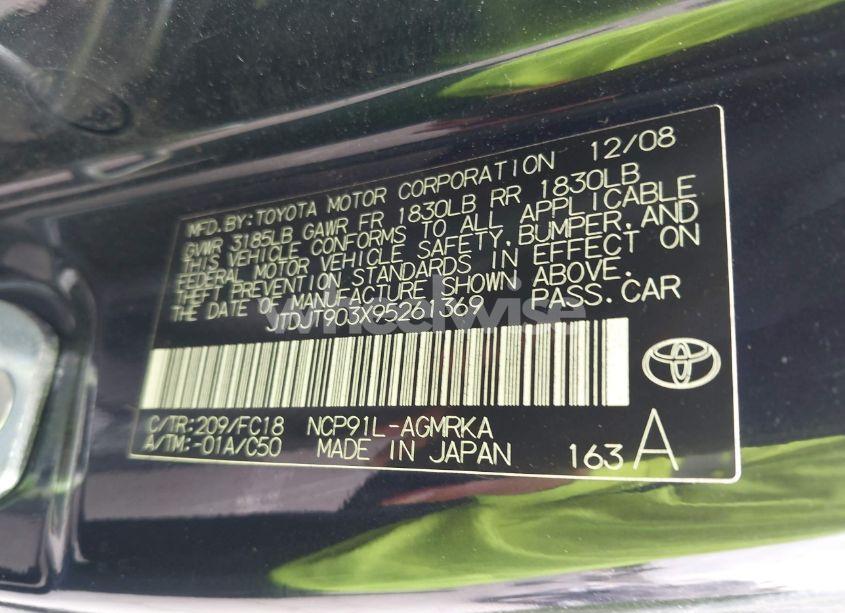 MFD.BY:TOYOTA MOTOR CORPORATION 12/08
GVWR 3185LB GAWR FR 1830LB RR 1830LB
THIS VEHICLE CONFORMS TO ALL APPLICABLE
FEDERAL MOTOR VEHICLE SAFETY,BUMPER,AND
THEFT PREVENTION STANDARDS IN EFFECT ON
THE DATE OF MANUFACTURE SHOWN ABOVE.
JTDJT903X95261369 PASS.CAR
wheelwise
C/TR:209/FC18 NCP91L-AGMRKA
A/TM:-01A/C50 MADE IN JAPAN 163 A